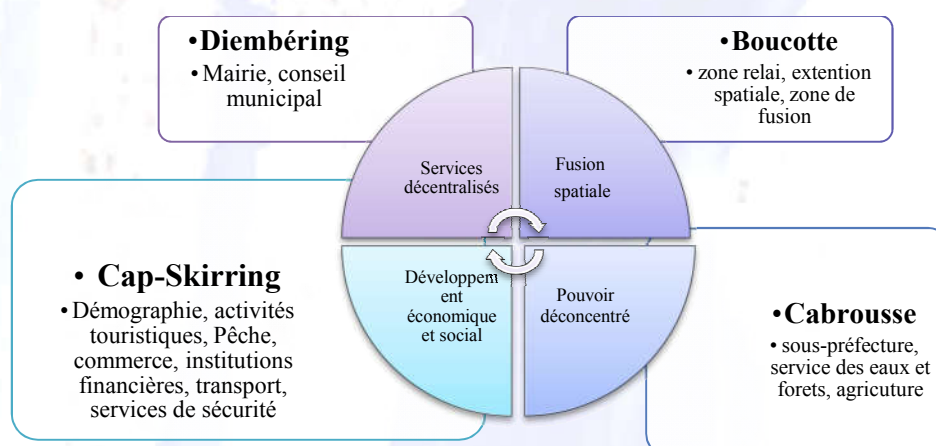 •Diembéring
•Mairie, conseil
municipal
•Boucotte
• zone relai, extention
spatiale, zone de
fusion
Services
décentralisés
Fusion
spatiale
• Cap-Skirring
•Démographie, activités
touristiques, Pêche,
commerce, institutions
financières, transport,
services de sécurité
Développem
ent
économique
et social
Pouvoir
déconcentré
•Cabrousse
• sous-préfecture,
service des eaux et
forets, agricuture